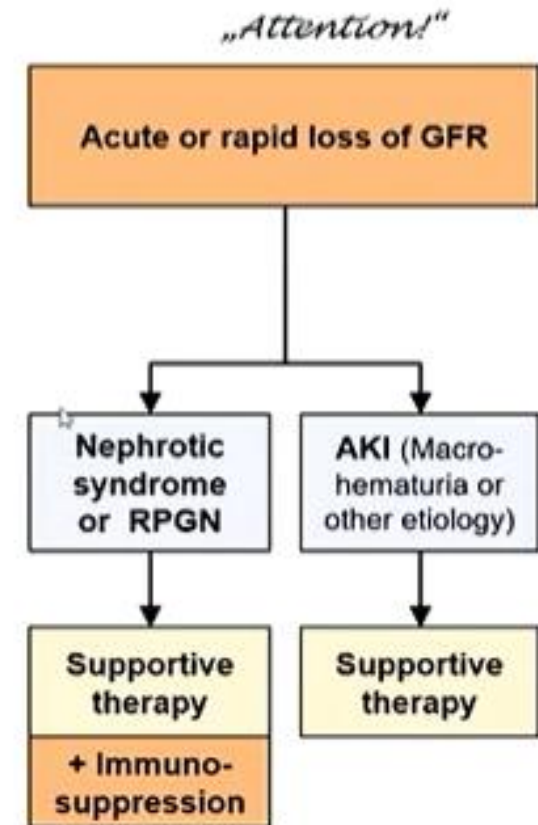 „Attention!“
Acute or rapid loss of GFR
Nephrotic
syndrome
or RPGN
AKI (Macro-
hematuria or
other etiology)
Supportive
therapy
+ Immuno-
suppression
Supportive
therapy